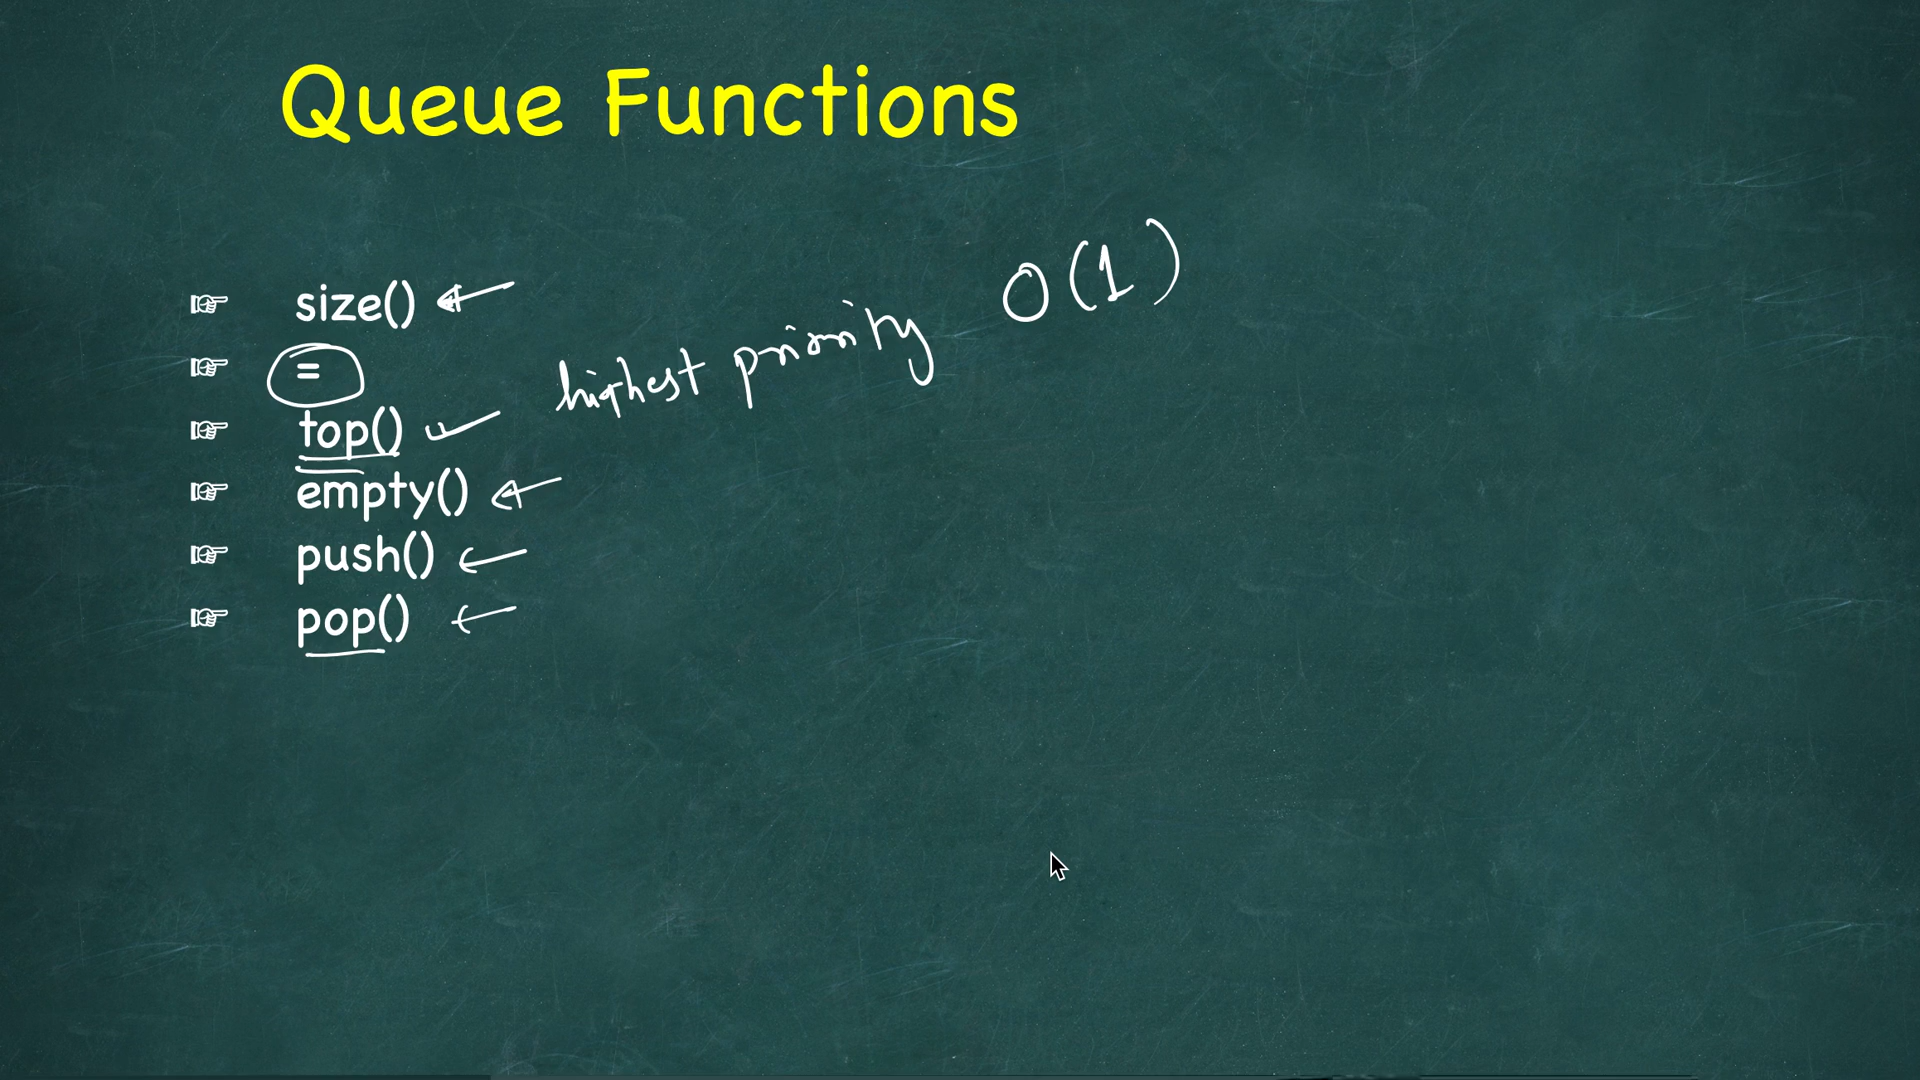 Queue Functions
O(1)
☞ size()
☞ =
highest priority
☞ top()
☞ empty()
☞ push()
☞ pop()